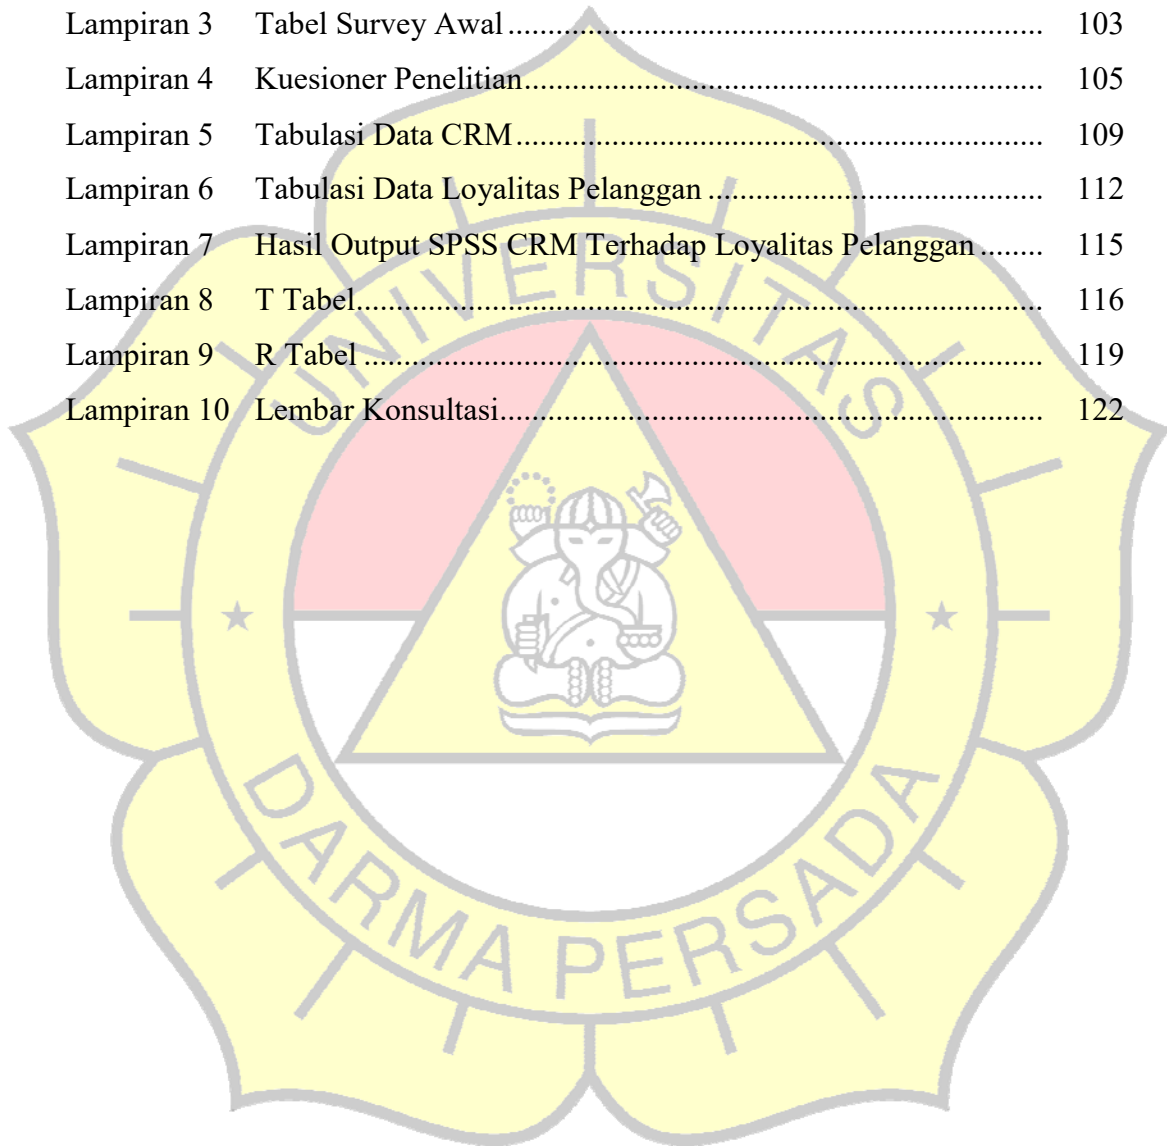 Lampiran 3 Tabel Survey Awal........................................................................ 103
Lampiran 4 Kuesioner Penelitian..................................................................... 105
Lampiran 5 Tabulasi Data CRM...................................................................... 109
Lampiran 6 Tabulasi Data Loyalitas Pelanggan ............................................. 112
Lampiran 7 Hasil Output SPSS CRM Terhadap Loyalitas Pelanggan ........ 115
Lampiran 8 T Tabel........................................................................................... 116
Lampiran 9 R Tabel .......................................................................................... 119
Lampiran 10 Lembar Konsultasi........................................................................ 122
UNIVERSITAS
DARMA PERSADA